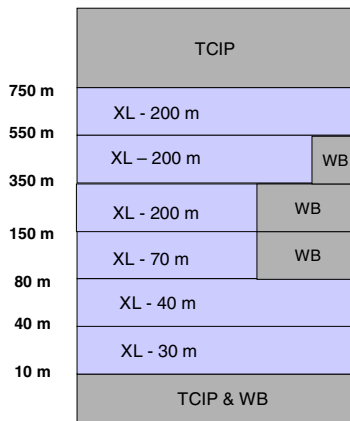 TCIP
750 m
XL - 200 m
550 m
XL – 200 m
WB
350 m
XL - 200 m
WB
150 m
XL - 70 m
WB
80 m
XL - 40 m
40 m
XL - 30 m
10 m
TCIP & WB